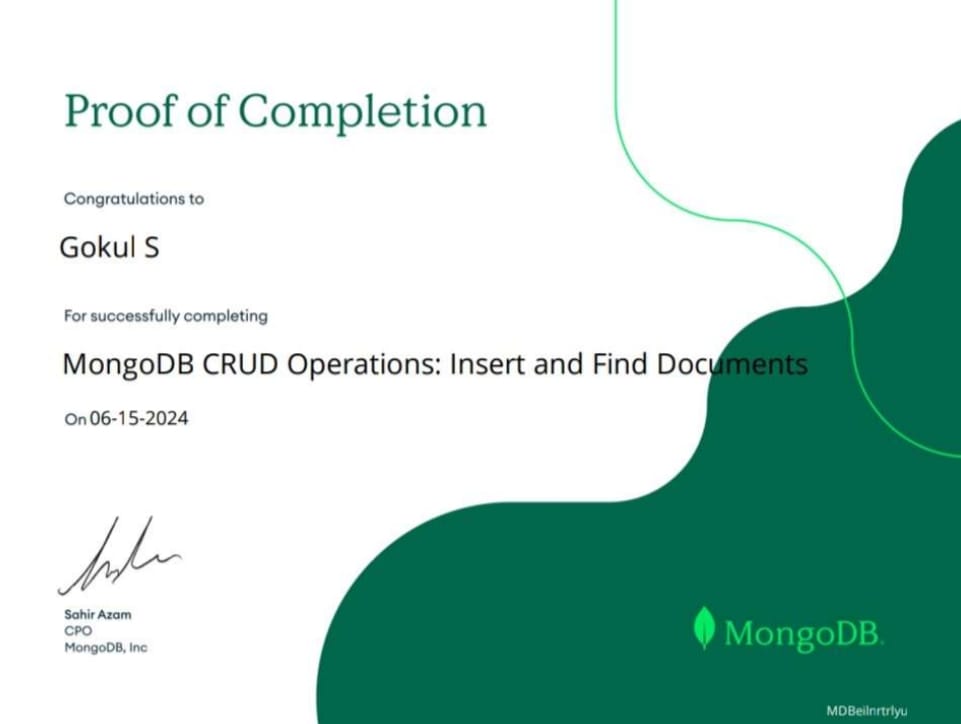 Proof of Completion
Congratulations to
Gokul S
For successfully completing
MongoDB CRUD Operations: Insert and Find Documents
On 06-15-2024
Sahir Azam
CPO
MongoDB, Inc
MongoDB.
MDBeilnrtrlyu